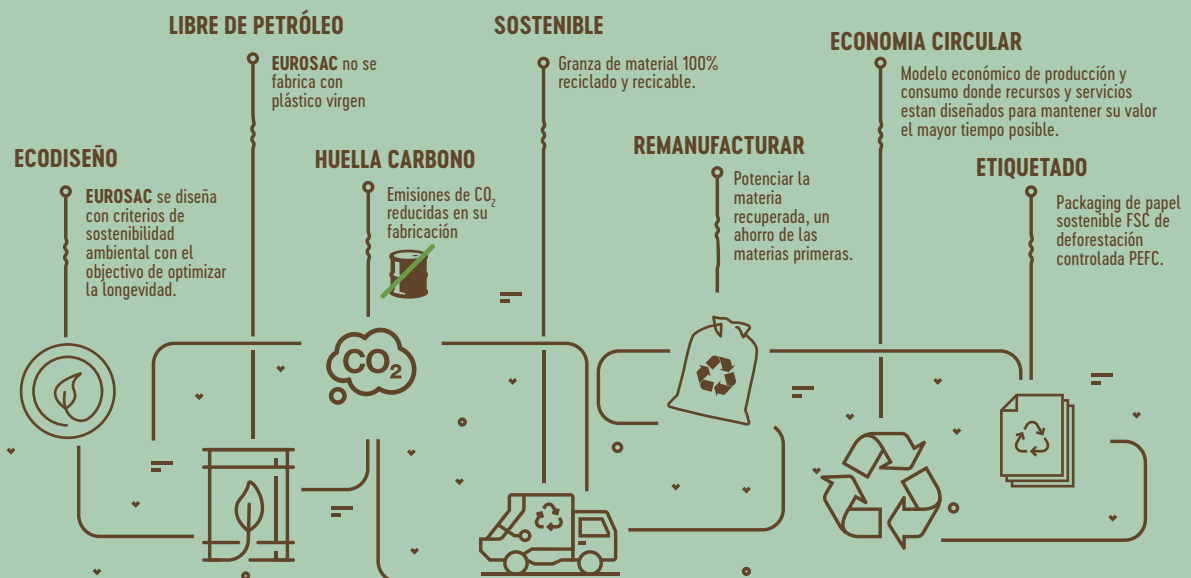 ECODISEÑO
EUROSAC se diseña
con criterios de
sostenibilidad
ambiental con el
objectivo de optimizar
la longevidad.
LIBRE DE PETRÓLEO
EUROSAC no se
fabrica con
plástico virgen
HUELLA CARBONO
Emisiones de CO₂
reducidas en su
fabricación
CO₂
SOSTENIBLE
Granza de material 100%
reciclado y recicable.
REMANUFACTURAR
Potenciar la
materia
recuperada, un
ahorro de las
materias primeras.
ECONOMIA CIRCULAR
Modelo económico de producción y
consumo donde recursos y servicios
estan diseñados para mantener su valor
el mayor tiempo posible.
ETIQUETADO
Packaging de papel
sostenible FSC de
deforestación
controlada PEFC.